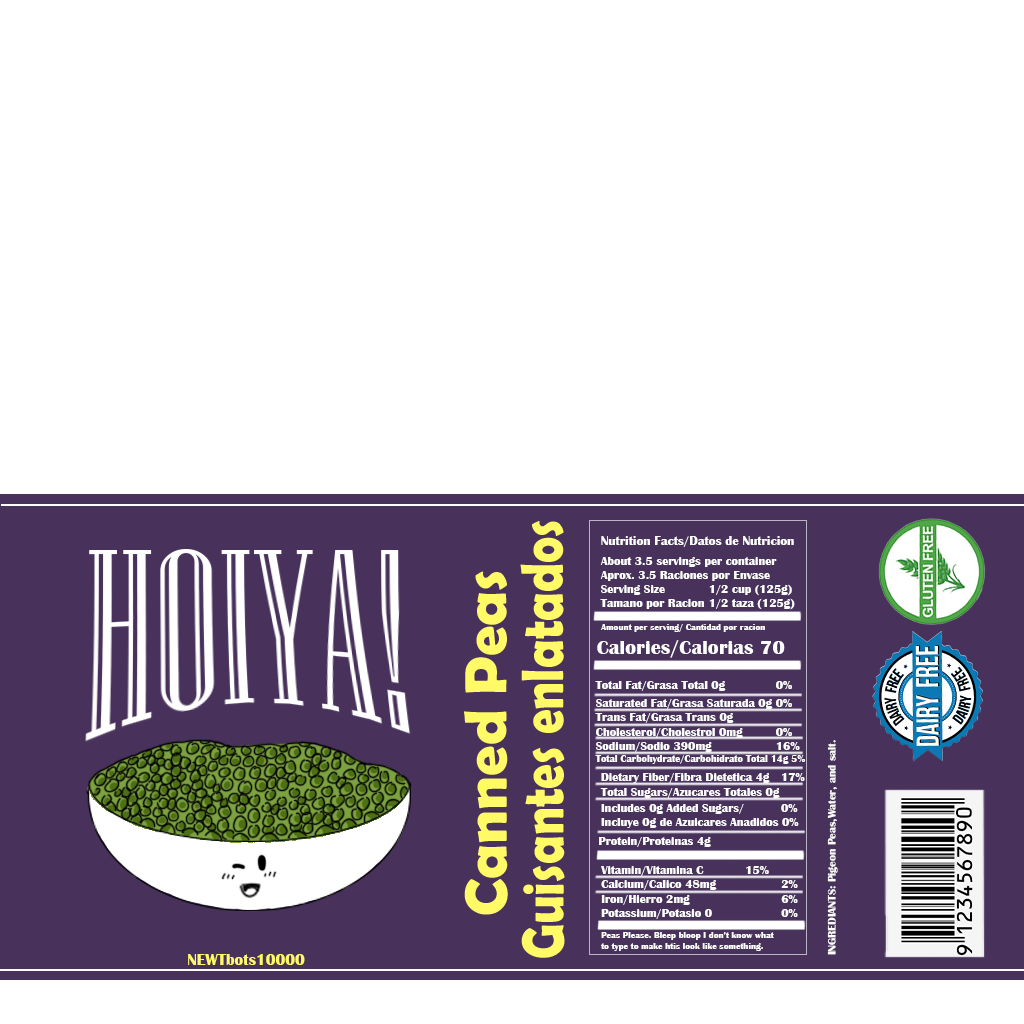 HOIYA!
NEWTbots10000
Canned Peas
Guisantes enlatados
Nutrition Facts/Datos de Nutricion
About 3.5 servings per container
Aprox. 3.5 Raciones por Envase
Serving Size 1/2 cup (125g)
Tamano por Racion 1/2 taza (125g)
Amount per serving/ Cantidad por racion
Calories/Calorias 70
Total Fat/Grasa Total 0g 0%
Saturated Fat/Grasa Saturada 0g 0%
Trans Fat/Grasa Trans 0g
Cholesterol/Cholestrol 0mg 0%
Sodium/Sodio 390mg 16%
Total Carbohydrate/Carbohidrato Total 14g 5%
Dietary Fiber/Fibra Dietetica 4g 17%
Total Sugars/Azucares Totales 0g
Includes 0g Added Sugars/ 0%
Incluye 0g de Azulcares Anadidos 0%
Protein/Proteinas 4g
Vitamin/Vitamina C 15%
Calcium/Calico 48mg 2%
Iron/Hierro 2mg 6%
Potassium/Potasio 0 0%
Peas Please. Bleep bloop I don't know what
to type to make htis look like something.
INGREDIANTS: Pigeon Peas,Water, and salt.
GLUTEN FREE
DAIRY FREE
DAIRY FREE
DAIRY FREE
9 1234567890